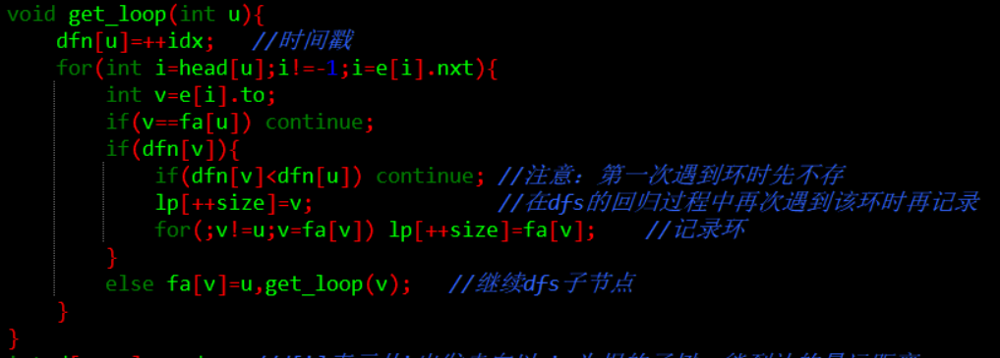 void get_loop(int u){
dfn[u]=++idx; //时间戳
for(int i=head[u];i!=-1;i=e[i].nxt){
int v=e[i].to;
if(v==fa[u]) continue;
if(dfn[v]){
if(dfn[v]<dfn[u]) continue; //注意：第一次遇到环时先不存
lp[++size]=v; //在dfs的回归过程中再次遇到该环时再记录
for(;v!=u;v=fa[v]) lp[++size]=fa[v]; //记录环
}
else fa[v]=u,get_loop(v); //继续dfs子节点
}
}